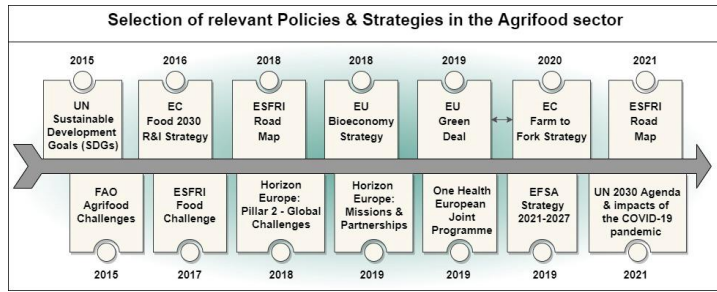 Selection of relevant Policies & Strategies in the Agrifood sector
2015
2016
2018
2018
2019
2020
2021
UN
Sustainable
Development
Goals (SDGs)
EC
Food 2030
R&I Strategy
ESFRI
Road
Map
EU
Bioeconomy
Strategy
EU
Green
Deal
EC
Farm to
Fork Strategy
ESFRI
Road
Map
FAO
Agrifood
Challenges
ESFRI
Food
Challenge
Horizon
Europe:
Pillar 2 - Global
Challenges
Horizon
Europe:
Missions &
Partnerships
One Health
European
Joint
Programme
EFSA
Strategy
2021-2027
UN 2030 Agenda
& impacts of
the COVID-19
pandemic
2015
2017
2018
2019
2019
2019
2021